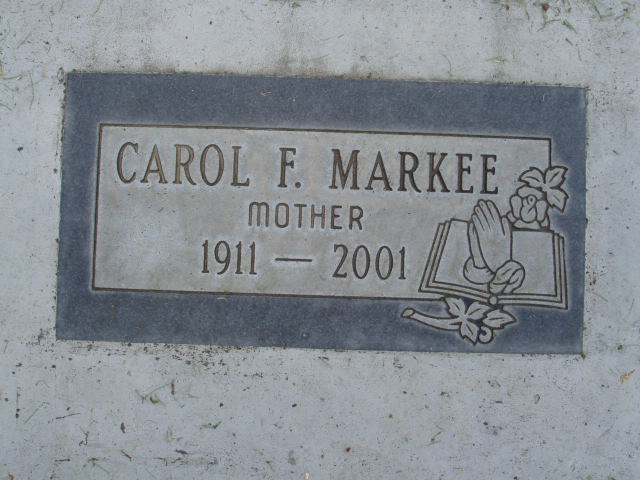 CAROL F. MARKEE
MOTHER
1911 — 2001